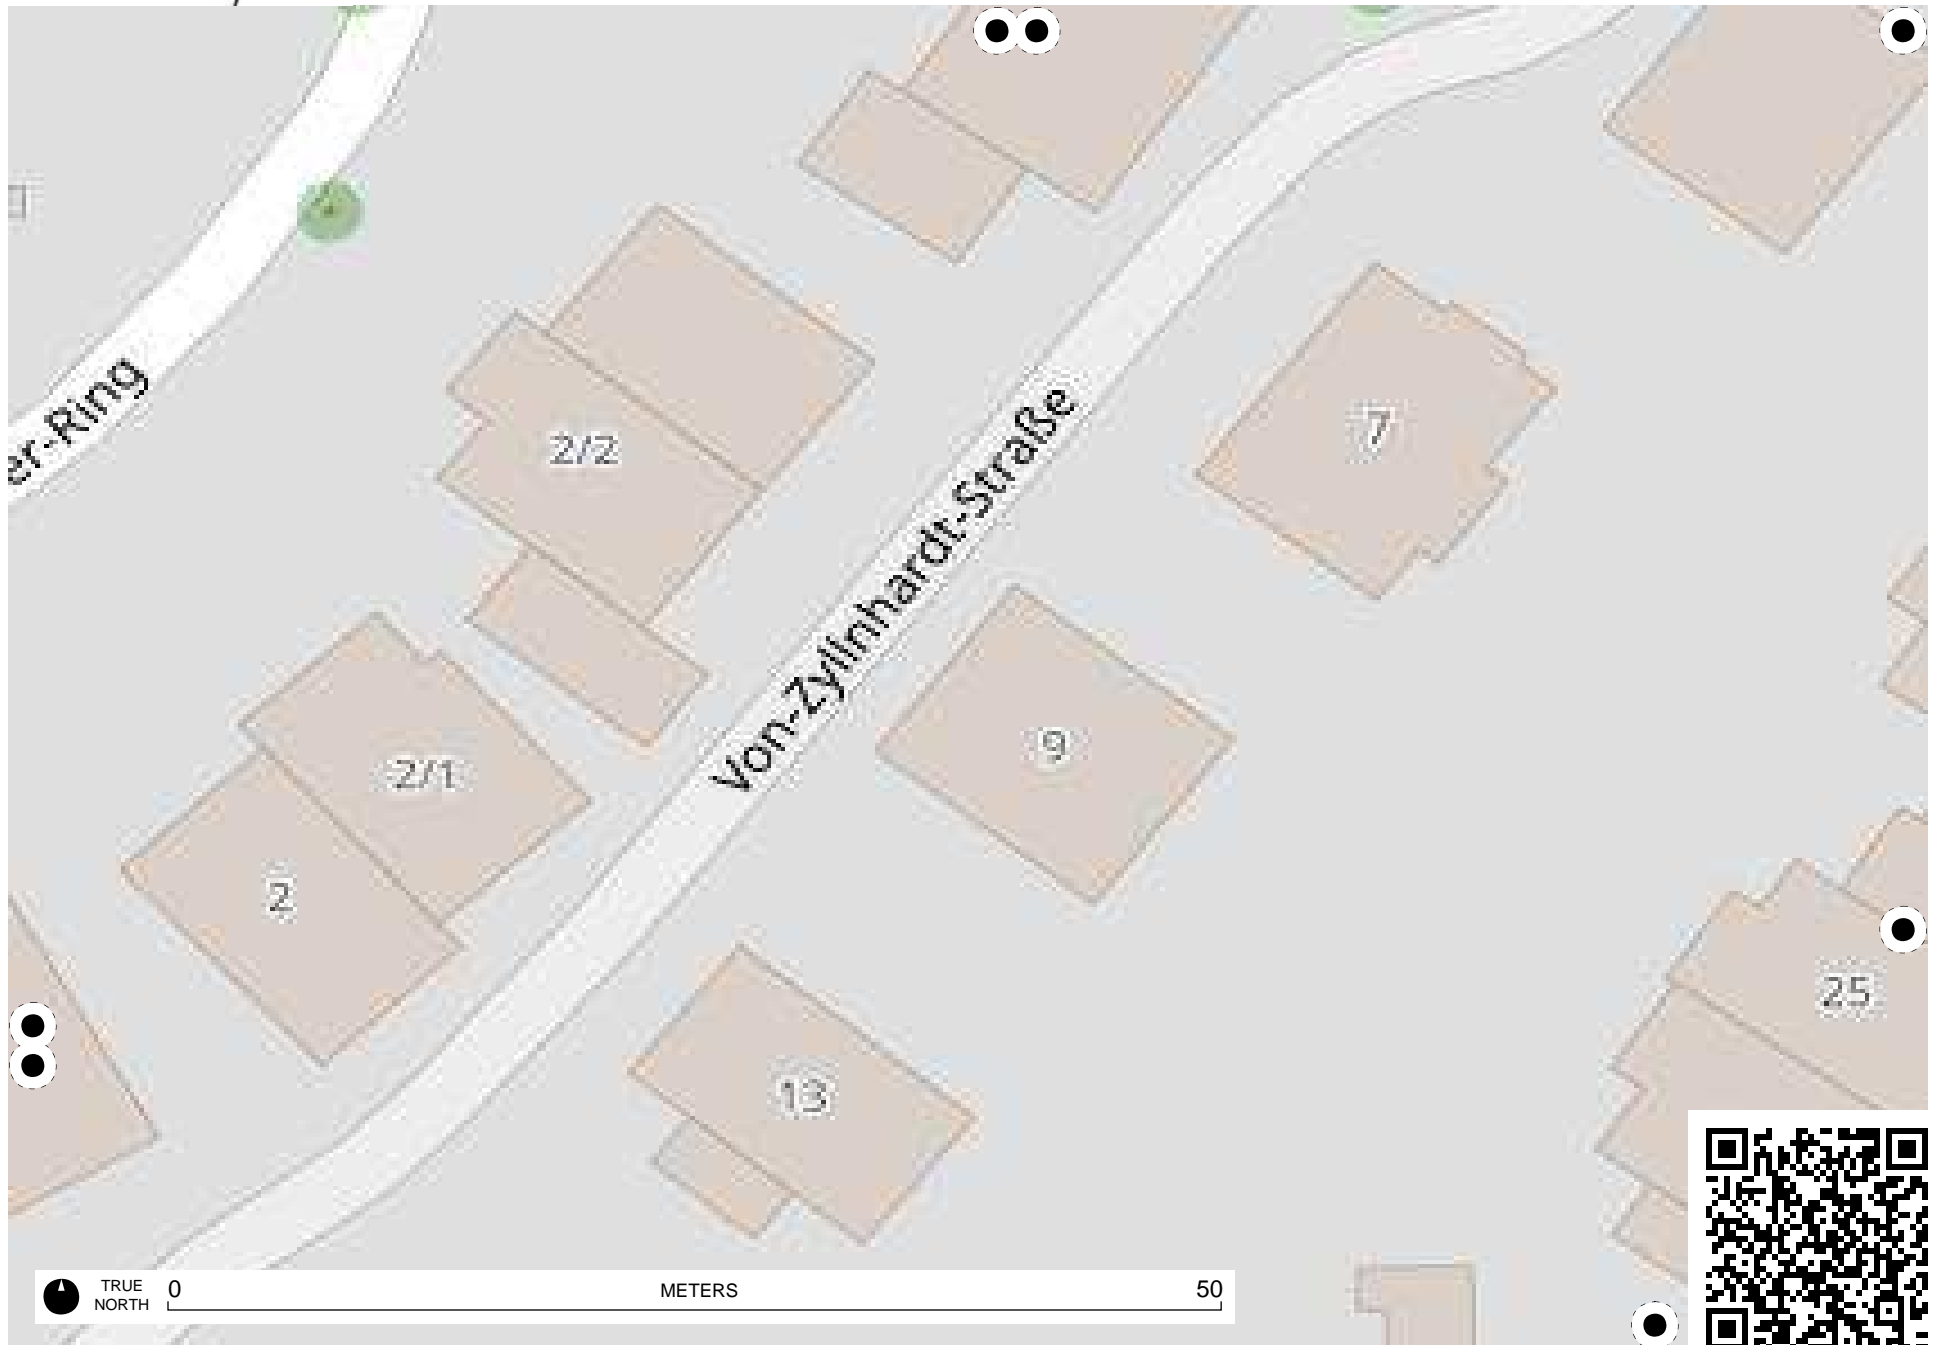 er-Ring
2/2
7
Von-Zyllnhardt-Straße
9
2/1
2
25
13
TRUE
NORTH
0
METERS
50